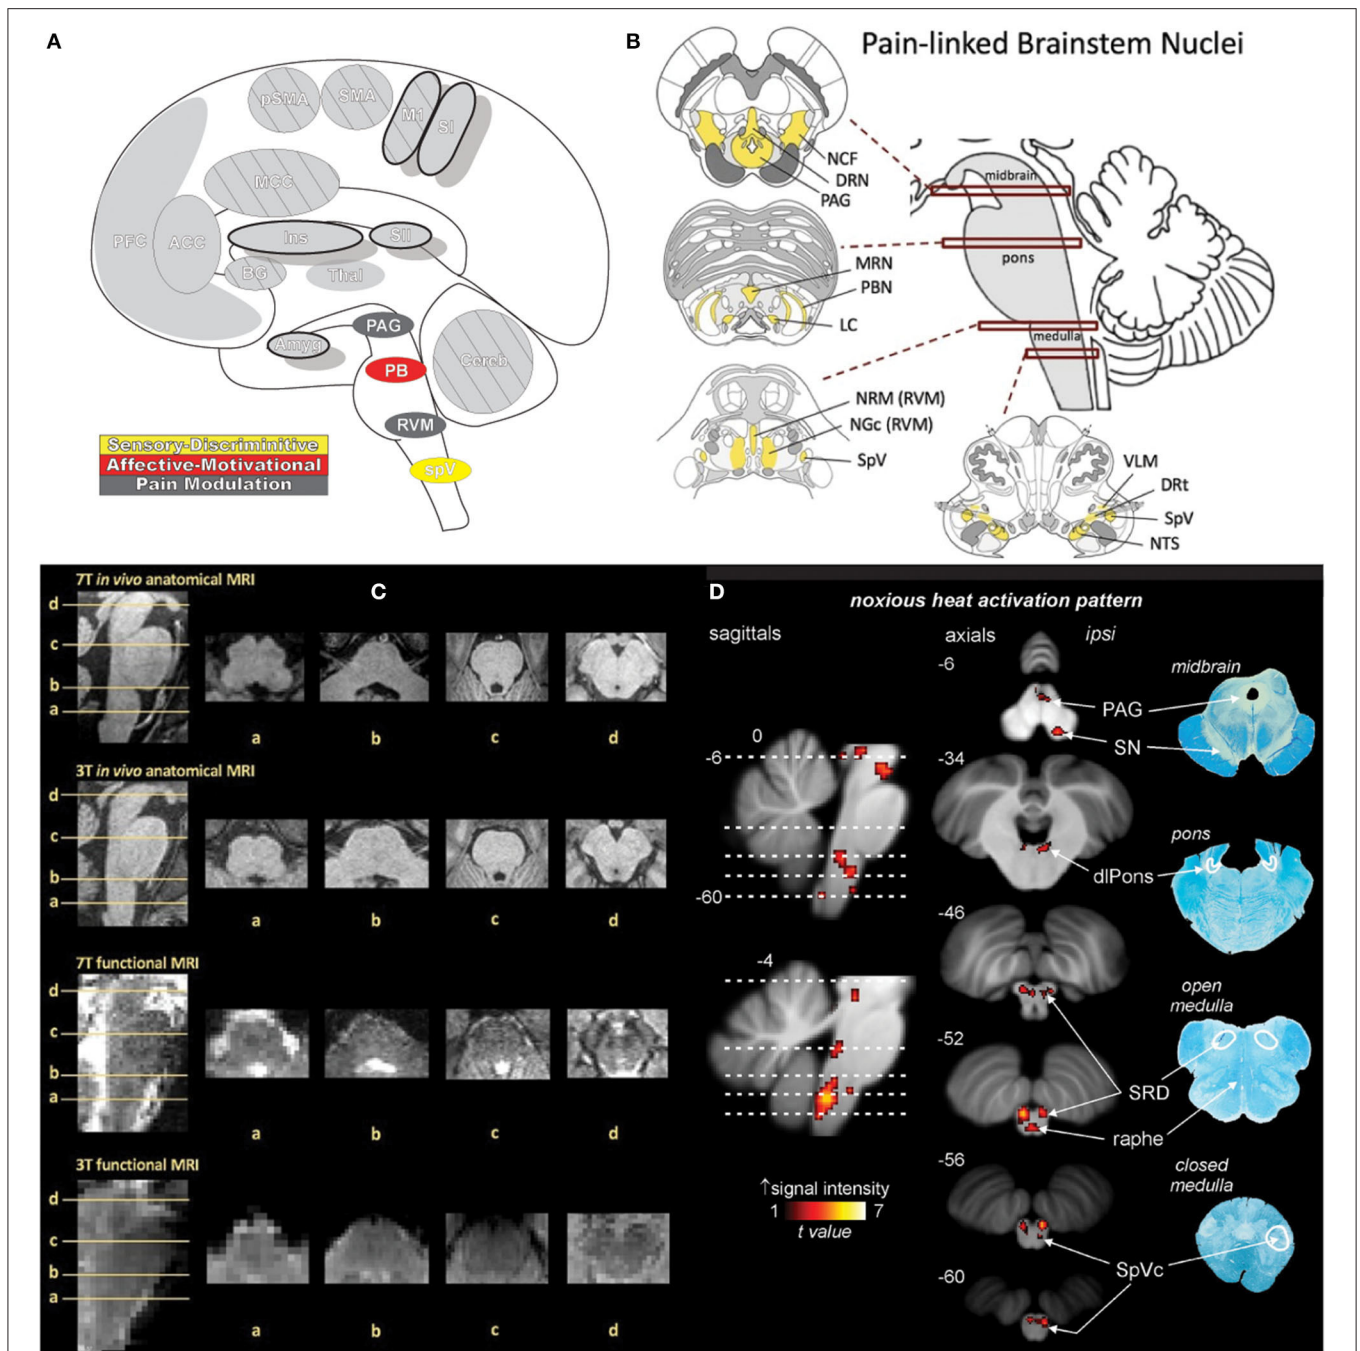 A
pSMA
SMA
M1
SI
MCC
PFC
ACC
Ins
SII
BG
Thal
PAG
Amyg
PB
Cereb
RVM
spV
Sensory-Discriminitive
Affective-Motivational
Pain Modulation
B
Pain-linked Brainstem Nuclei
NCF
DRN
PAG
midbrain
MRN
PBN
LC
pons
medulla
NRM (RVM)
NGc (RVM)
SpV
VLM
DRt
SpV
NTS
C
7T in vivo anatomical MRI
d
c
b
a
a
b
c
d
3T in vivo anatomical MRI
d
c
b
a
a
b
c
d
7T functional MRI
d
c
b
a
a
b
c
d
3T functional MRI
d
c
b
a
a
b
c
d
D
noxious heat activation pattern
sagittals
axials
ipsi
0
-6
-60
-4
↑signal intensity
1
7
t value
-6
midbrain
PAG
SN
-34
pons
dlPons
-46
open
medulla
-52
SRD
raphe
-56
closed
medulla
SpVc
-60